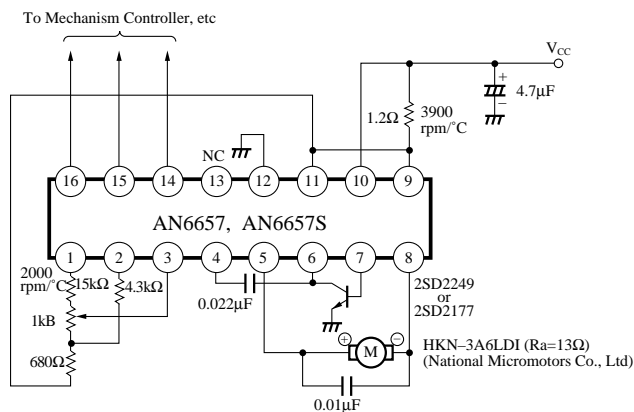 To Mechanism Controller, etc
VCC
+
−
4.7μF
1.2Ω
3900
rpm/˚C
NC
16
15
14
13
12
11
10
9
AN6657, AN6657S
1
2
3
4
5
6
7
8
2000
rpm/˚C
15kΩ
4.3kΩ
1kB
680Ω
0.022μF
2SD2249
or
2SD2177
+
M
−
HKN–3A6LDI (Ra=13Ω)
(National Micromotors Co., Ltd)
0.01μF